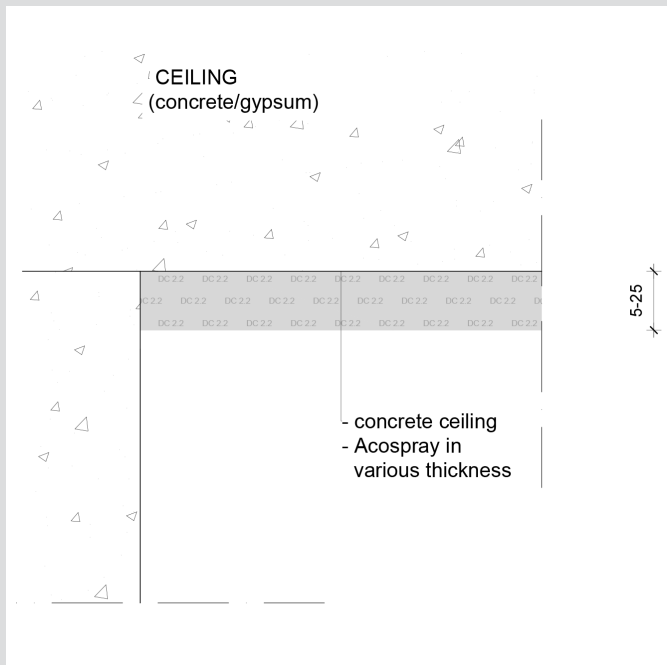 CEILING
(concrete/gypsum)
DC 2.2 DC 2.2 DC 2.2 DC 2.2 DC 2.2 DC 2.2 DC 2.2 DC 2.2 DC 2.2
DC 2.2 DC 2.2 DC 2.2 DC 2.2 DC 2.2 DC 2.2 DC 2.2 DC 2.2 DC 2.2
DC 2.2 DC 2.2 DC 2.2 DC 2.2 DC 2.2 DC 2.2 DC 2.2 DC 2.2 DC 2.2
5-25
- concrete ceiling
- Acospray in
various thickness